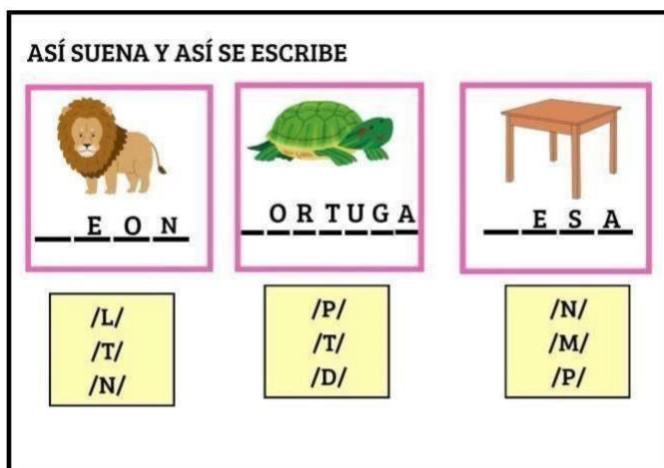 ASÍ SUENA Y ASÍ SE ESCRIBE
_ E O N
_ O R T U G A
_ E S A
/L/
/T/
/N/
/P/
/T/
/D/
/N/
/M/
/P/